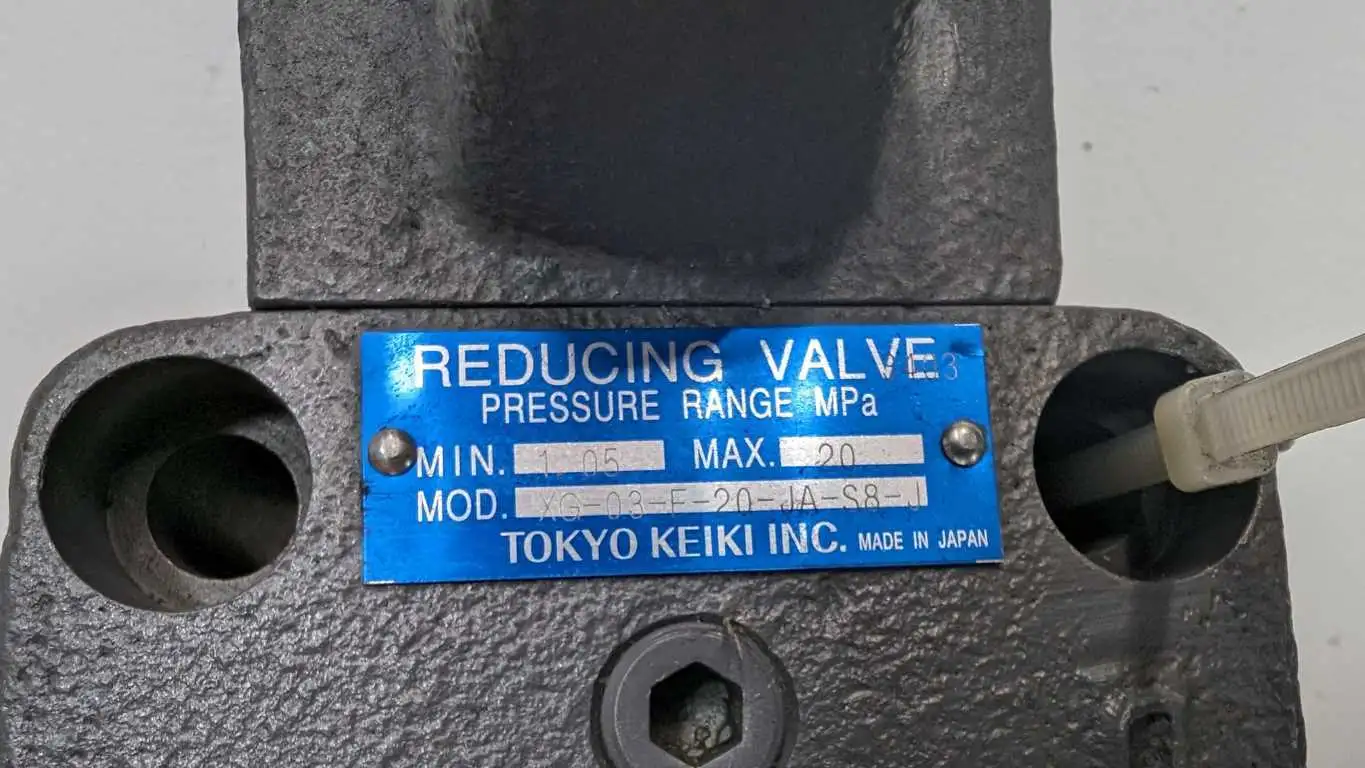 REDUCING VALVE
PRESSURE RANGE MPa
MIN. 1.05 MAX. 20
MOD. XG-03-F-20-JA-S8-J
TOKYO KEIKI INC. MADE IN JAPAN